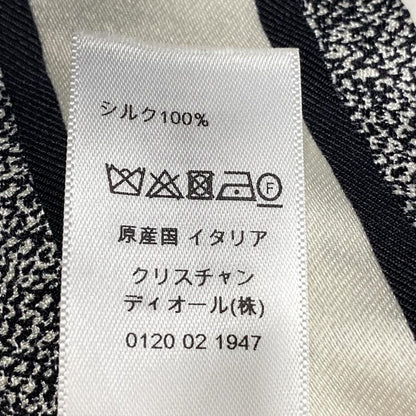 シルク100%
F
原産国 イタリア
クリスチャン
ディオール(株)
0120 02 1947